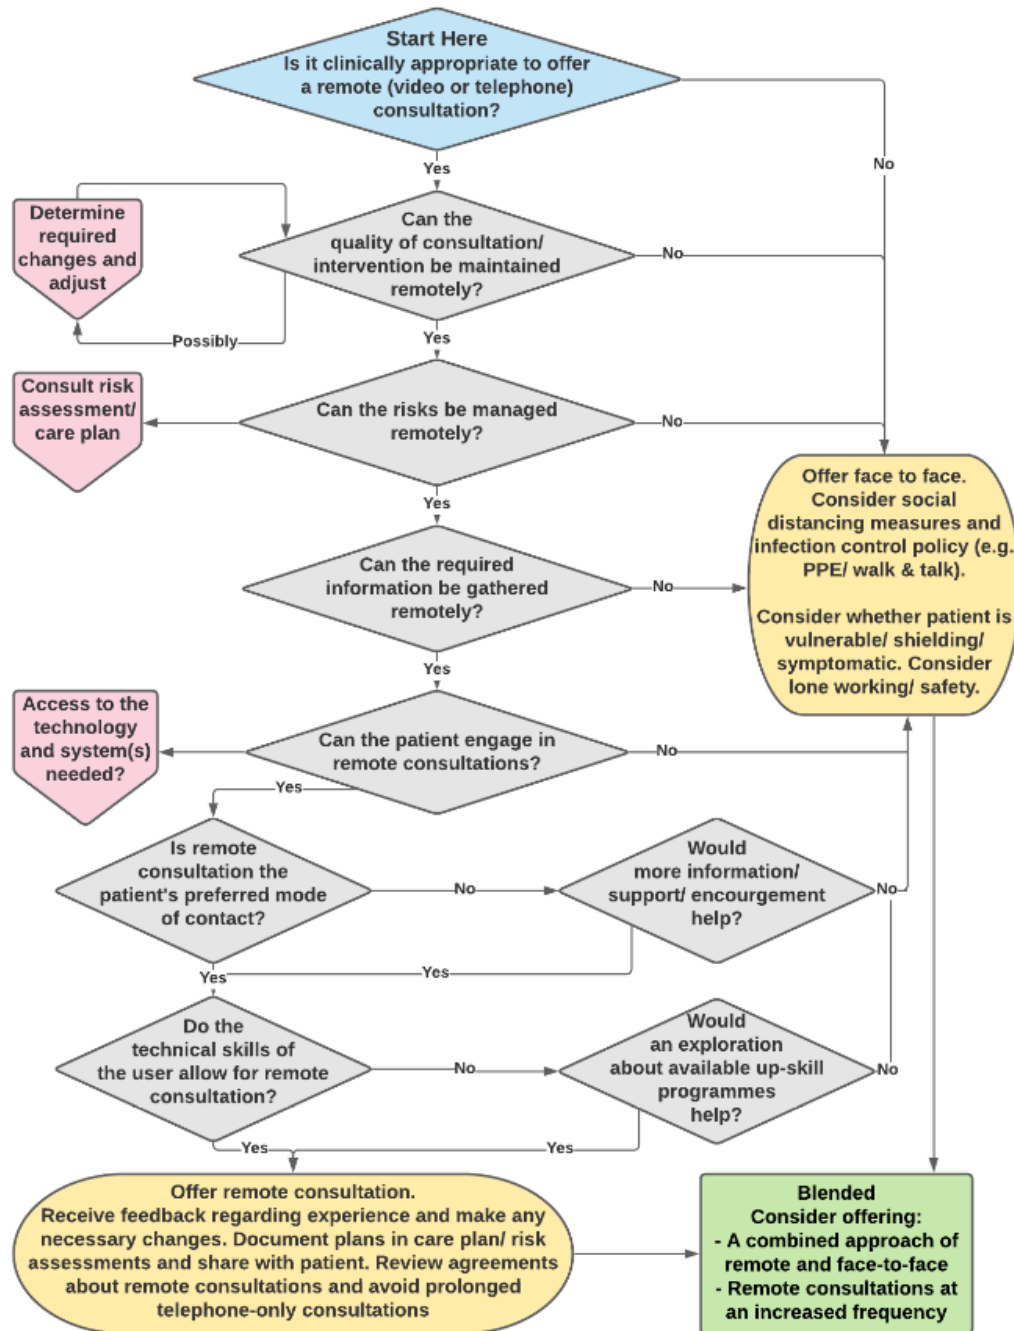 Start Here
Is it clinically appropriate to offer
a remote (video or telephone)
consultation?
No
Yes
Determine
required
changes and
adjust
Can the
quality of consultation/
intervention be maintained
remotely?
No
Possibly
Yes
Consult risk
assessment/
care plan
Can the risks be managed
remotely?
No
Yes
Offer face to face.
Consider social
distancing measures and
infection control policy (e.g.
PPE/ walk & talk).
Consider whether patient is
vulnerable/ shielding/
symptomatic. Consider
lone working/ safety.
Can the required
information be gathered
remotely?
No
Yes
Access to the
technology
and system(s)
needed?
Can the patient engage in
remote consultations?
No
Yes
Is remote
consultation the
patient's preferred mode
of contact?
No
Would
more information/
support/ encourgement
help?
No
Yes
Yes
Do the
technical skills of
the user allow for remote
consultation?
No
Would
an exploration
about available up-skill
programmes
help?
No
Yes
Yes
Offer remote consultation.
Receive feedback regarding experience and make any
necessary changes. Document plans in care plan/ risk
assessments and share with patient. Review agreements
about remote consultations and avoid prolonged
telephone-only consultations
Blended
Consider offering:
- A combined approach of
remote and face-to-face
- Remote consultations at
an increased frequency